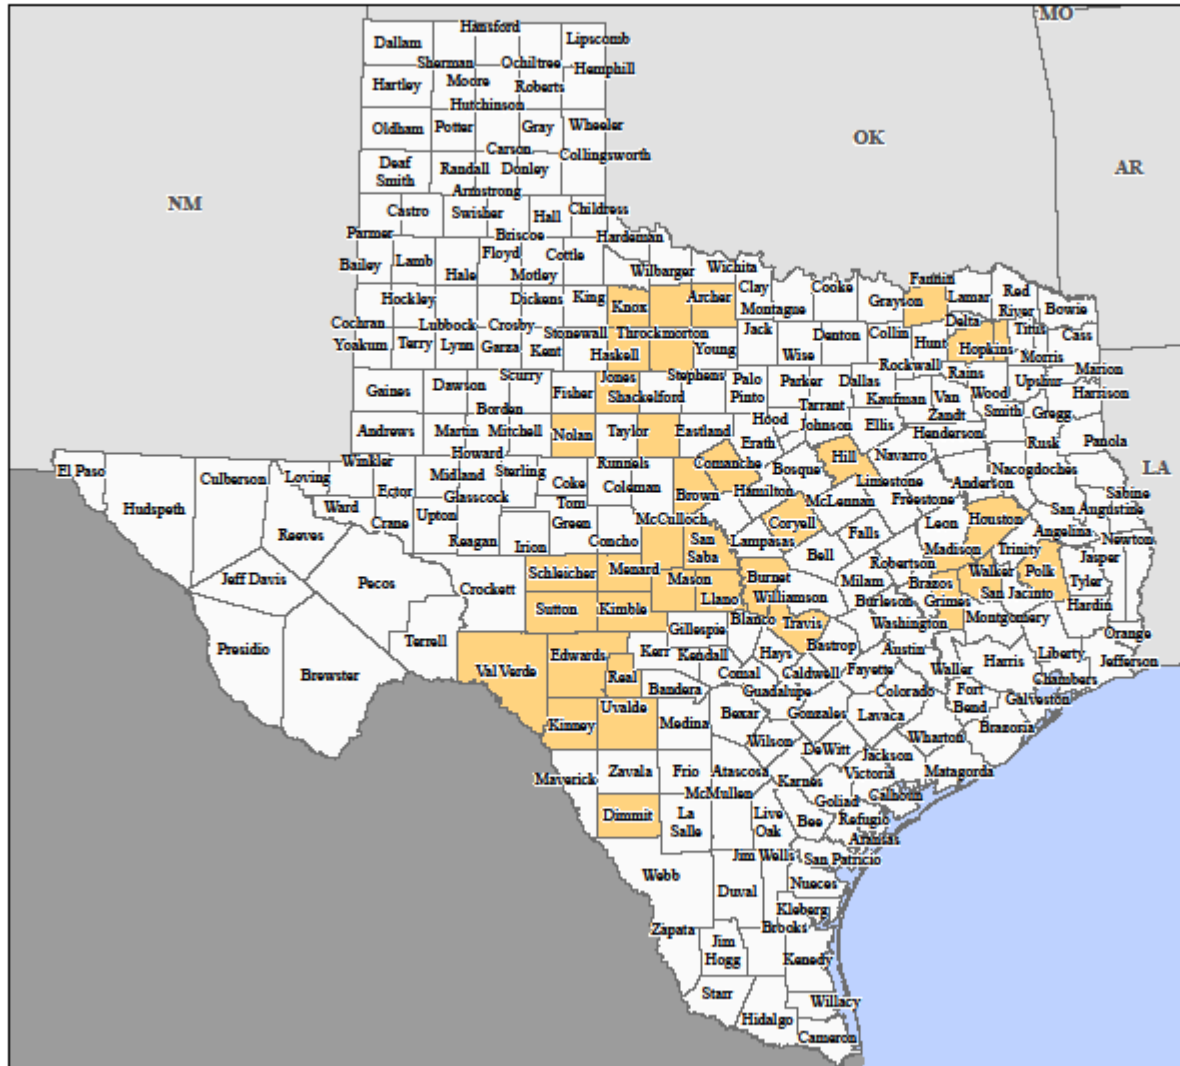 MO
Hansford
Dallam
Lipscomb
Sherman
Ochiltree
Hemphill
Hartley
Moore
Roberts
Hutchinson
Oldham
Potter
Gray
Wheeler
OK
Carson
Collingsworth
Deaf
Smith
Randall
Donley
AR
Armstrong
NM
Castro
Swisher
Hall
Childress
Parmer
Briscoe
Hardeman
Bailey
Lamb
Floyd
Cottle
Hale
Motley
Wilbarger
Wichita
Hockley
Dickens
King
Knox
Archer
Clay
Montague
Cooke
Grayson
Fannin
Lamar
Red
River
Bowie
Cochran
Lubbock
Crosby
Stonewall
Throckmorton
Jack
Denton
Collin
Hunt
Delta
Titus
Cass
Yoakum
Terry
Lynn
Garza
Kent
Haskell
Young
Wise
Rockwall
Hopkins
Morris
Marion
Gaines
Dawson
Scurry
Borden
Fisher
Jones
Shackelford
Stephens
Palo
Pinto
Parker
Tarrant
Dallas
Kaufman
Van
Zandt
Rains
Wood
Upshur
Harrison
Smith
Gregg
Andrews
Martin
Mitchell
Nolan
Taylor
Eastland
Hood
Erath
Johnson
Ellis
Henderson
Rusk
Panola
El Paso
Culberson
Loving
Winkler
Howard
Midland
Sterling
Coke
Runnels
Coleman
Comanche
Bosque
Hill
Navarro
Nacogdoches
LA
Hudspeth
Ward
Ector
Glasscock
Tom
Green
Brown
Hamilton
McLennan
Limestone
Freestone
Anderson
Sabine
San Augustine
Reeves
Crane
Upton
Reagan
Irion
Concho
McCulloch
San
Saba
Lampasas
Coryell
Falls
Leon
Houston
Angelina
Newton
Jeff Davis
Pecos
Crockett
Schleicher
Menard
Mason
Burnet
Bell
Robertson
Madison
Trinity
Walker
Polk
Jasper
Tyler
Sutton
Kimble
Llano
Williamson
Milam
Burleson
Brazos
Grimes
San Jacinto
Hardin
Presidio
Brewster
Terrell
Gillespie
Blanco
Travis
Bastrop
Washington
Montgomery
Orange
Val Verde
Edwards
Real
Kerr
Kendall
Hays
Comal
Caldwell
Fayette
Austin
Waller
Harris
Liberty
Jefferson
Chambers
Bandera
Guadalupe
Colorado
Fort
Bend
Galveston
Kinney
Uvalde
Medina
Bexar
Gonzales
Lavaca
Brazoria
Wilson
DeWitt
Wharton
Maverick
Zavala
Frio
Atascosa
Karnes
Jackson
Victoria
Matagorda
McMullen
Calhoun
Dimmit
La
Salle
Live
Oak
Bee
Goliad
Refugio
Aransas
Webb
Jim Wells
San Patricio
Duval
Nueces
Kleberg
Zapata
Brooks
Jim
Hogg
Kenedy
Starr
Willacy
Hidalgo
Cameron